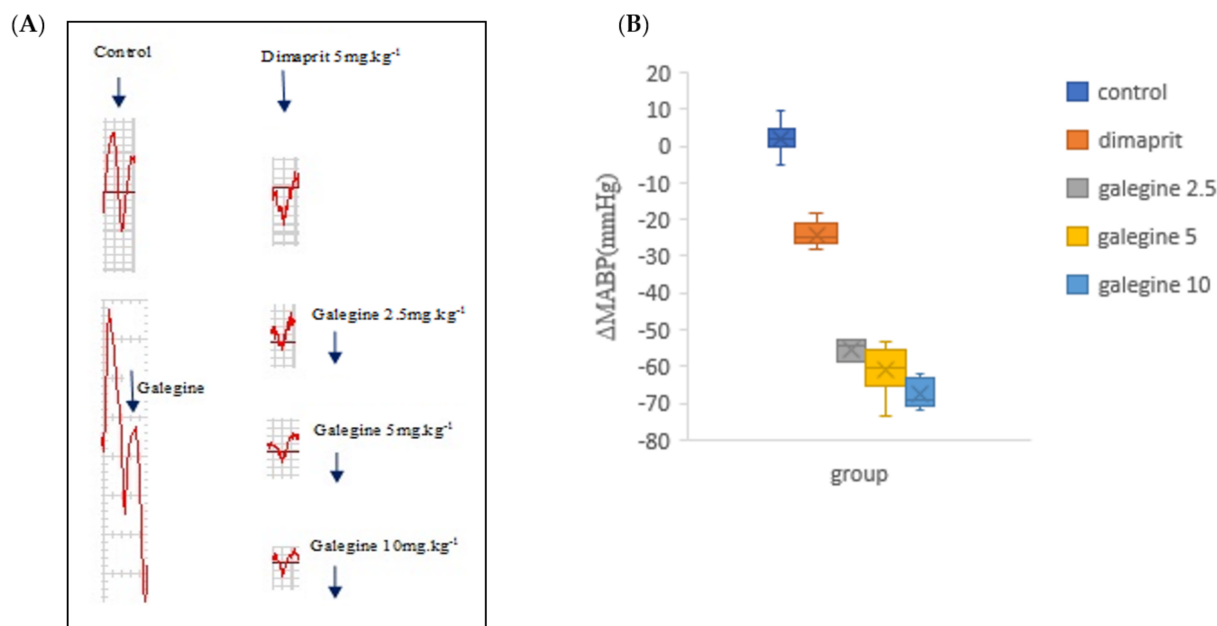 (A)
Control
Dimaprit 5mg.kg⁻¹
Galegine 2.5mg.kg⁻¹
Galegine
Galegine 5mg.kg⁻¹
Galegine 10mg.kg⁻¹
(B)
20
10
0
-10
-20
-30
-40
-50
-60
-70
-80
ΔMABP(mmHg)
group
control
dimaprit
galegine 2.5
galegine 5
galegine 10